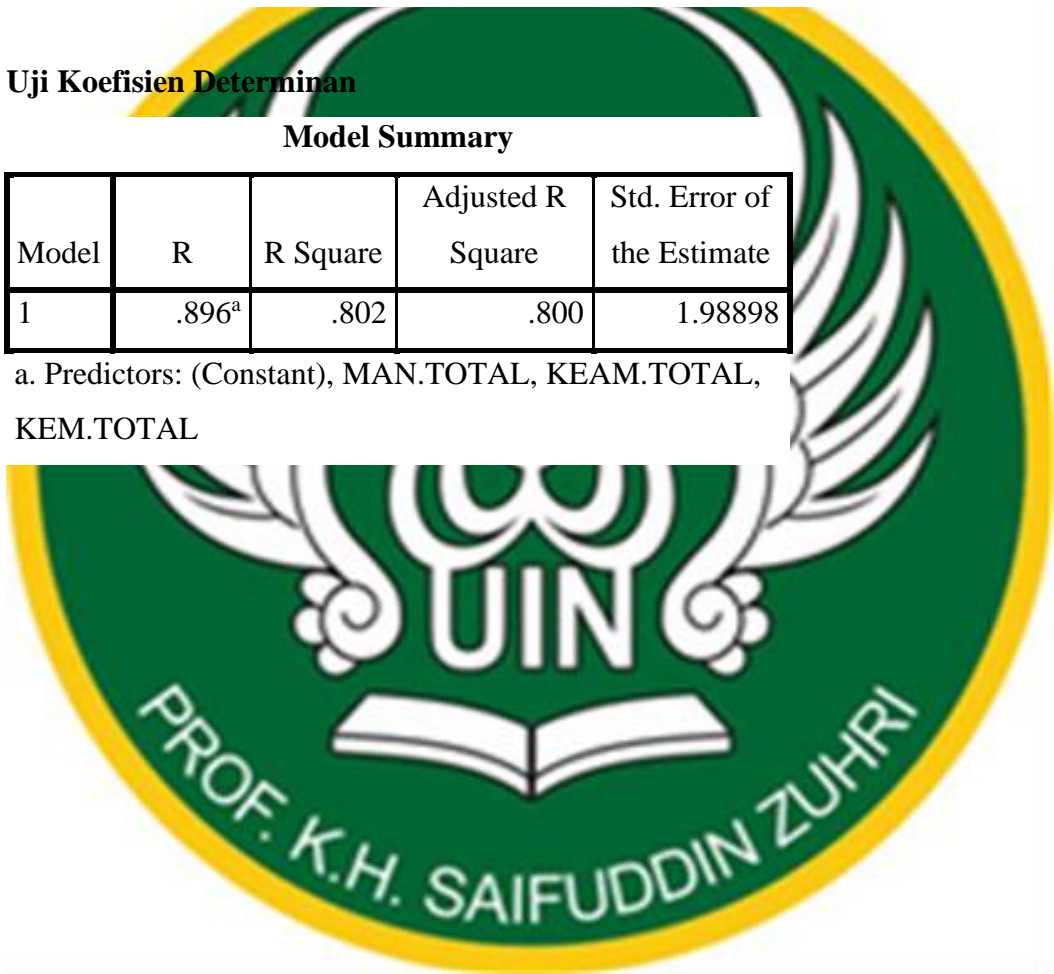 Uji Koefisien Determinan
Model Summary
Model R R Square Adjusted R Square Std. Error of the Estimate
1 .896a .802 .800 1.98898
a. Predictors: (Constant), MAN.TOTAL, KEAM.TOTAL,
KEM.TOTAL
UIN
PROF. K.H. SAIFUDDIN ZUHRI